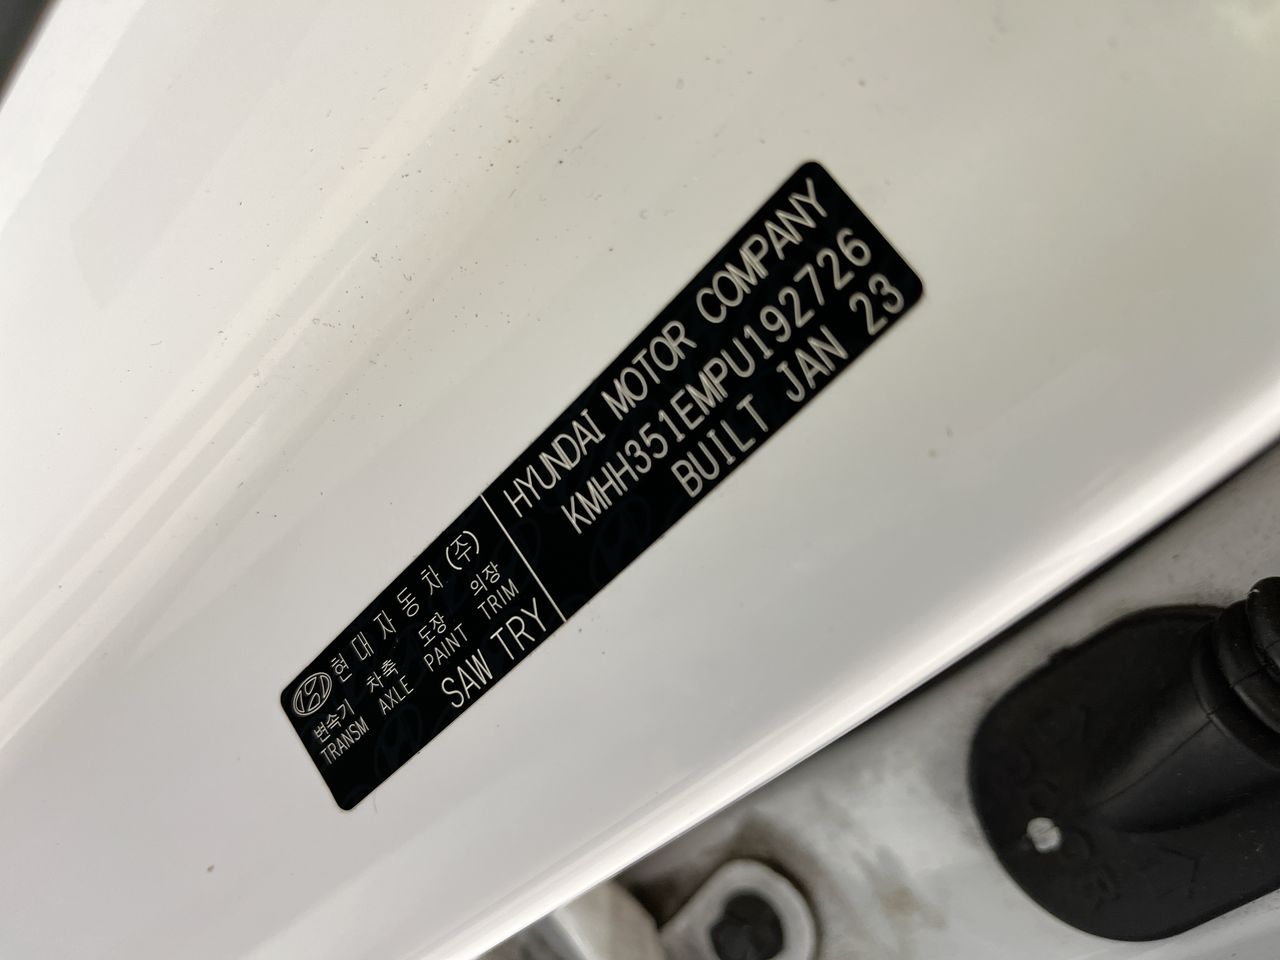 현대자동차(주)
변속기 차축 도장 의장
TRANSM AXLE PAINT TRIM
SAW TRY
HYUNDAI MOTOR COMPANY
KMHH351EMPU192726
BUILT JAN 23